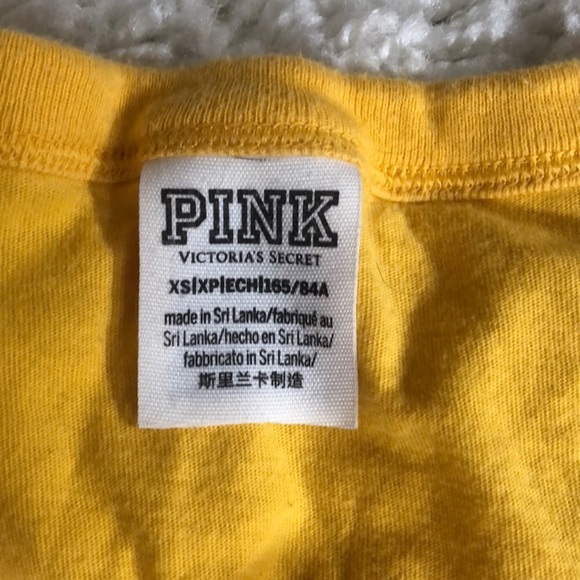 PINK
VICTORIA'S SECRET
XS|XP|ECH|165/84A
made in Sri Lanka/fabriqué au
Sri Lanka/hecho en Sri Lanka/
fabbricato in Sri Lanka/
斯里兰卡制造